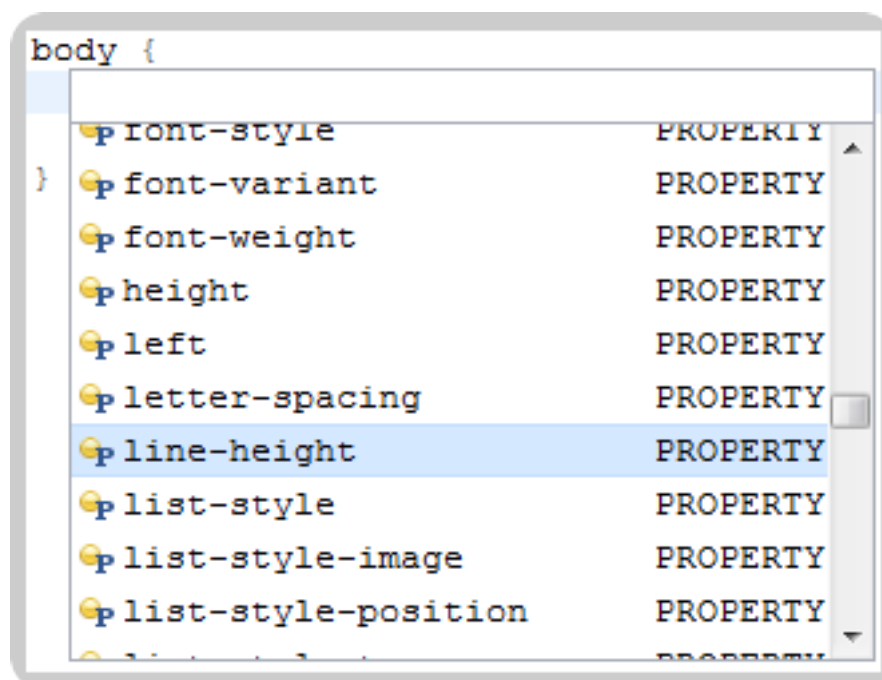 body {
font-style PROPERTY
} font-variant PROPERTY
font-weight PROPERTY
height PROPERTY
left PROPERTY
letter-spacing PROPERTY
line-height PROPERTY
list-style PROPERTY
list-style-image PROPERTY
list-style-position PROPERTY